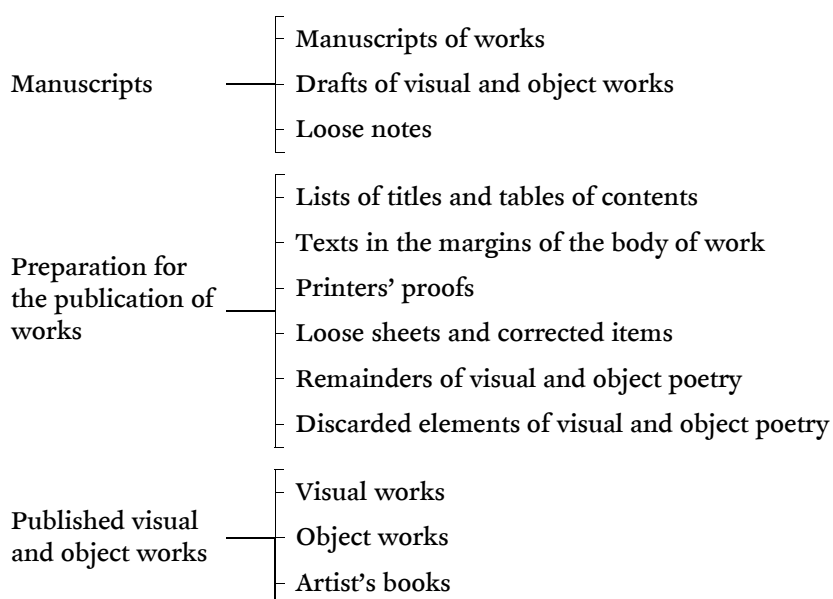 Manuscripts
Manuscripts of works
Drafts of visual and object works
Loose notes
Preparation for
the publication of
works
Lists of titles and tables of contents
Texts in the margins of the body of work
Printers’ proofs
Loose sheets and corrected items
Remainders of visual and object poetry
Discarded elements of visual and object poetry
Published visual
and object works
Visual works
Object works
Artist’s books